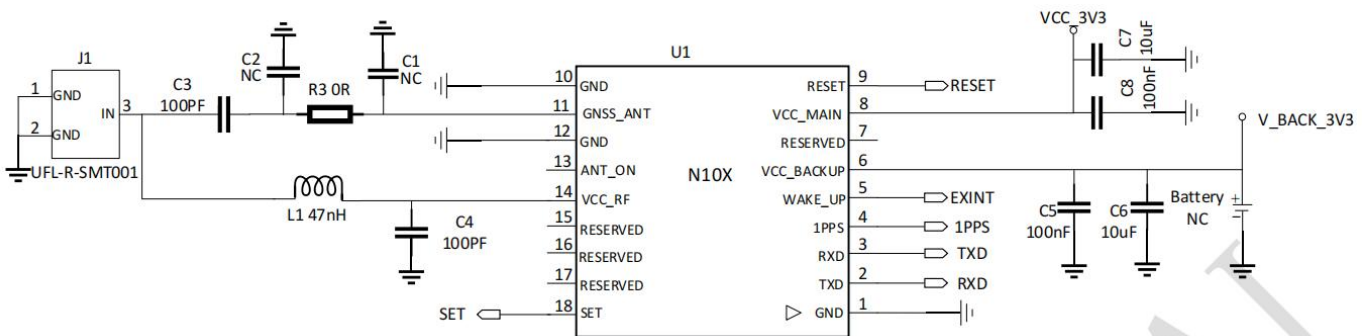 J1
1
GND
2
GND
IN
3
UFL-R-SMT001
C3
100PF
C2
NC
R3 0R
C1
NC
L1 47nH
C4
100PF
SET
U1
N10X
10 GND
11 GNSS_ANT
12 GND
13 ANT_ON
14 VCC_RF
15 RESERVED
16 RESERVED
17 RESERVED
18 SET
RESET 9 RESET
VCC_MAIN 8
RESERVED 7
VCC_BACKUP 6
WAKE_UP 5 EXINT
1PPS 4 1PPS
RXD 3 TXD
TXD 2 RXD
GND 1
VCC_3V3
C7
10uF
C8
100nF
V_BACK_3V3
C5
100nF
C6
10uF
Battery
NC
+